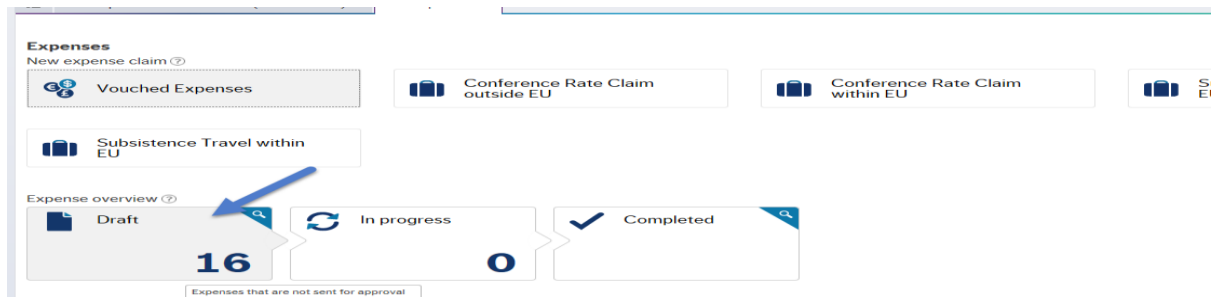 Expenses
New expense claim ?
Vouched Expenses
Conference Rate Claim
outside EU
Conference Rate Claim
within EU
Subsistence Travel within
EU
Expense overview ?
Draft
In progress
Completed
16
0
Expenses that are not sent for approval